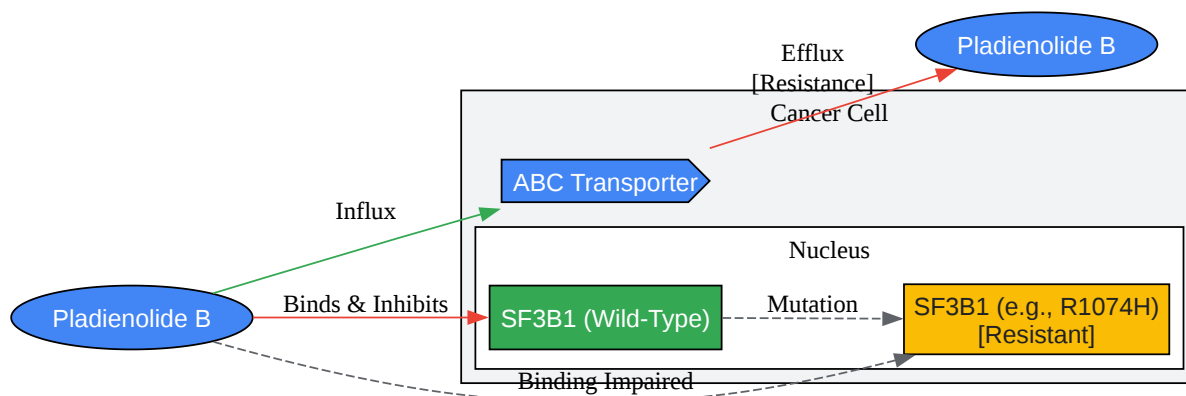 Pladienolide B
Efflux
[Resistance]
Cancer Cell
ABC Transporter
Influx
Nucleus
Pladienolide B
Binds & Inhibits
SF3B1 (Wild-Type)
Mutation
SF3B1 (e.g., R1074H)
[Resistant]
Binding Impaired